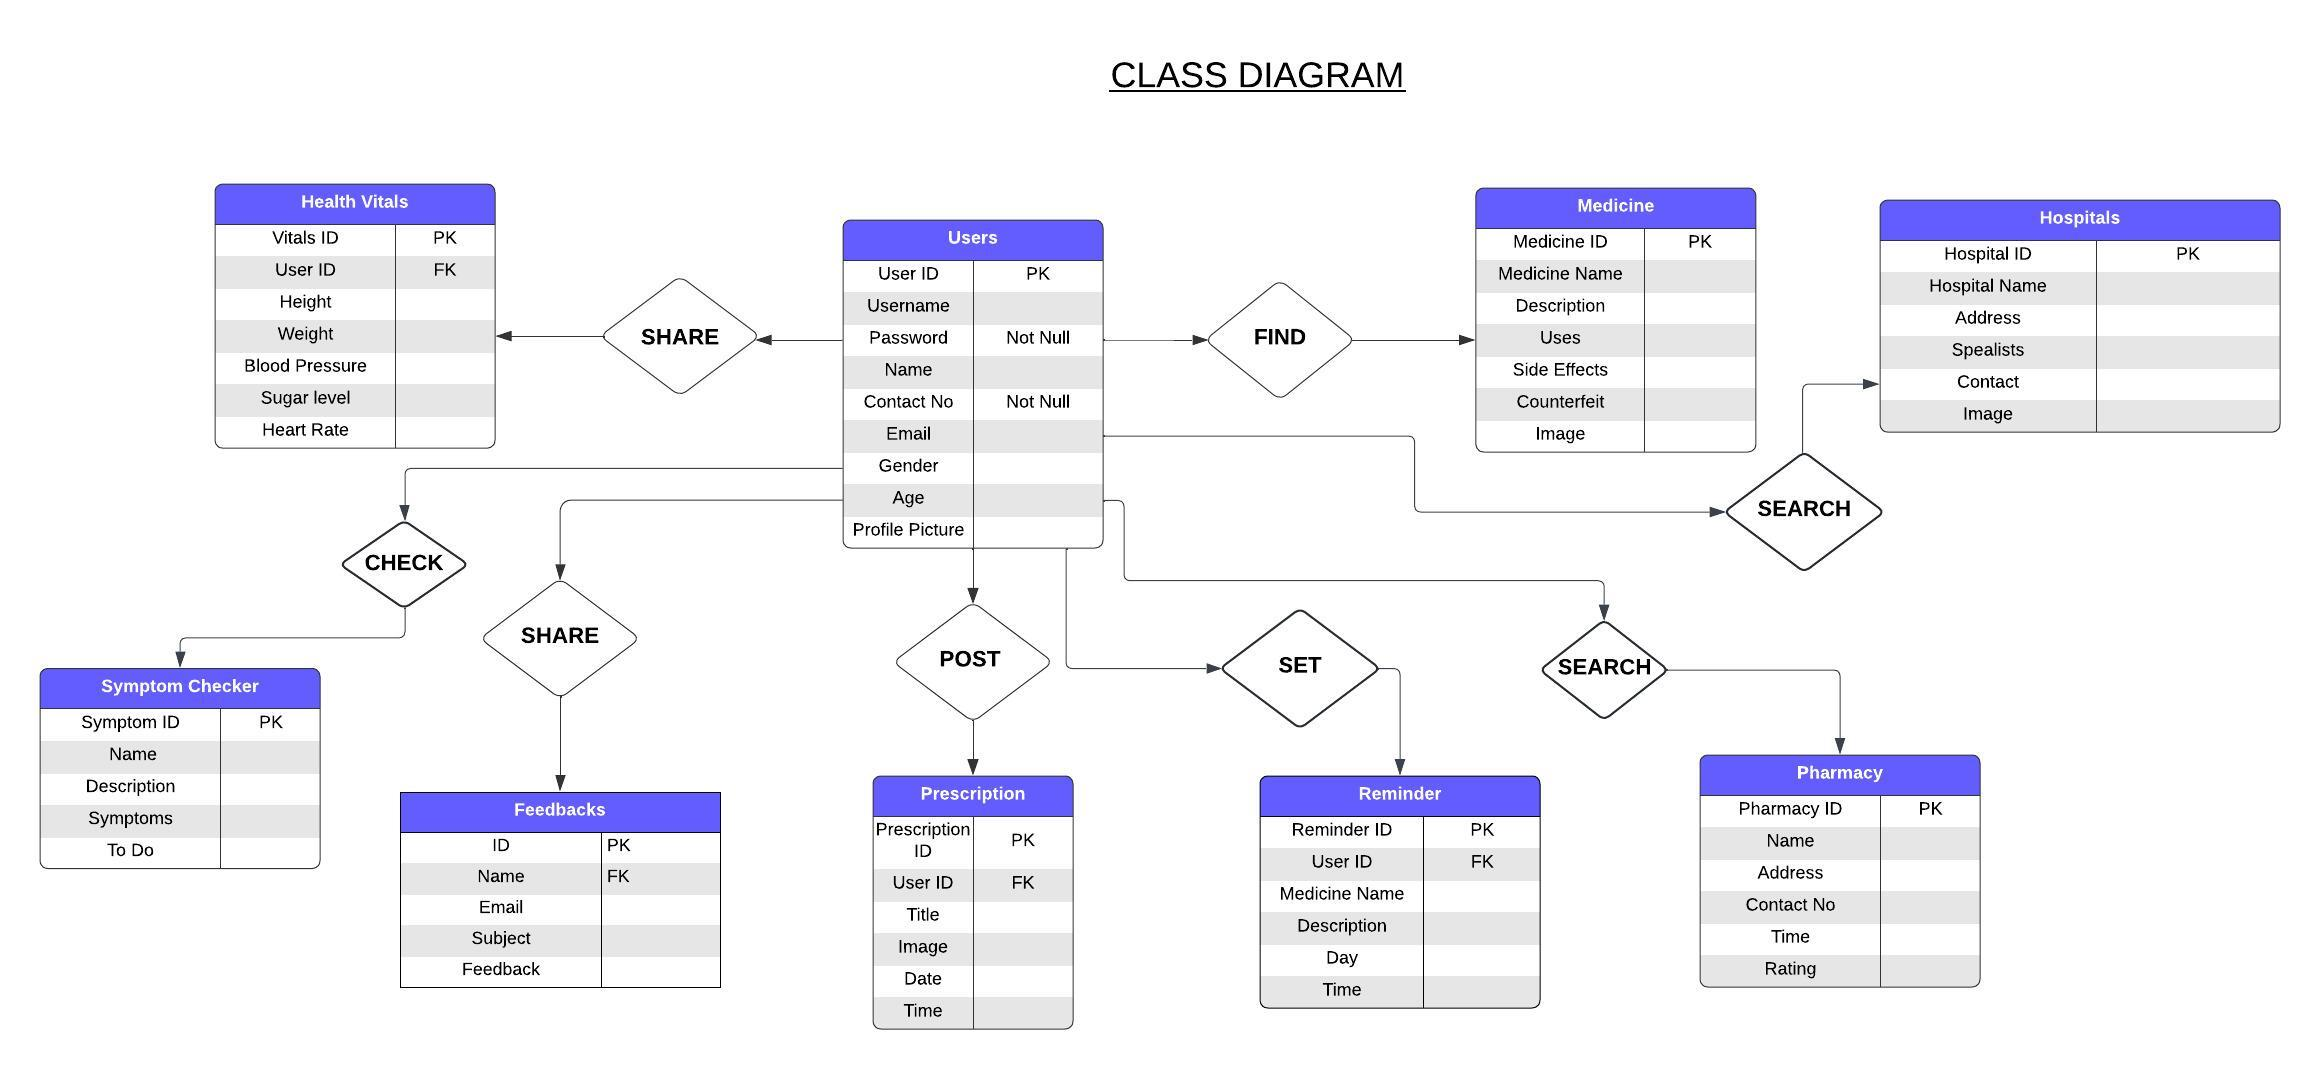 CLASS DIAGRAM
Health Vitals
Vitals ID PK
User ID FK
Height
Weight
Blood Pressure
Sugar level
Heart Rate
SHARE
Users
User ID PK
Username
Password Not Null
Name
Contact No Not Null
Email
Gender
Age
Profile Picture
FIND
Medicine
Medicine ID PK
Medicine Name
Description
Uses
Side Effects
Counterfeit
Image
Hospitals
Hospital ID PK
Hospital Name
Address
Spealists
Contact
Image
SEARCH
CHECK
SHARE
POST
SET
SEARCH
Symptom Checker
Symptom ID PK
Name
Description
Symptoms
To Do
Feedbacks
ID PK
Name FK
Email
Subject
Feedback
Prescription
Prescription
ID PK
User ID FK
Title
Image
Date
Time
Reminder
Reminder ID PK
User ID FK
Medicine Name
Description
Day
Time
Pharmacy
Pharmacy ID PK
Name
Address
Contact No
Time
Rating